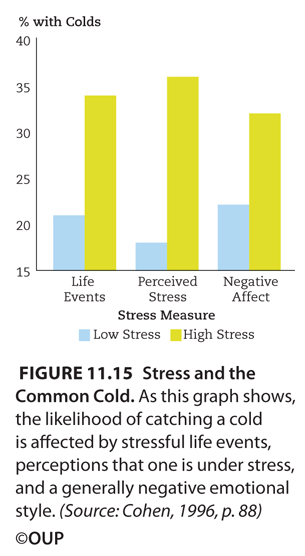 % with Colds
40
35
30
25
20
15
Life
Events
Perceived
Stress
Negative
Affect
Stress Measure
Low Stress
High Stress
FIGURE 11.15 Stress and the
Common Cold. As this graph shows,
the likelihood of catching a cold
is affected by stressful life events,
perceptions that one is under stress,
and a generally negative emotional
style. (Source: Cohen, 1996, p. 88)
©OUP